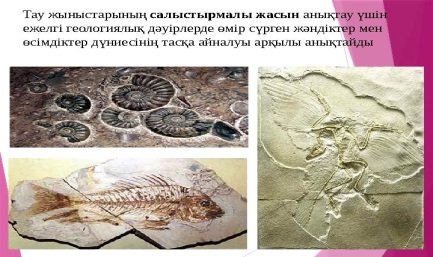 Тау жыныстарының салыстырмалы жасын анықтау үшін
ежелгі геологиялық дәуірлерде өмір сүрген жәндіктер мен
өсімдіктер дүниесінің тасқа айналуы арқылы анықтайды